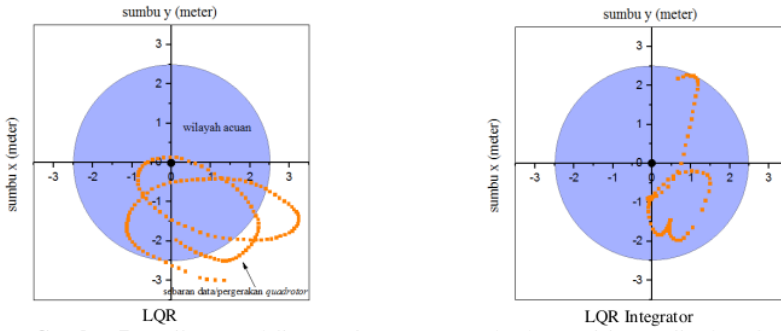 sumbu y (meter)
sumbu x (meter)
3
2
1
0
-3 -2 -1 0 1 2 3
-1
-2
-3
wilayah acuan
sebaran data/pergerakan quadrotor
LQR
sumbu y (meter)
sumbu x (meter)
3
2
1
0
-3 -2 -1 0 1 2 3
-1
-2
-3
LQR Integrator